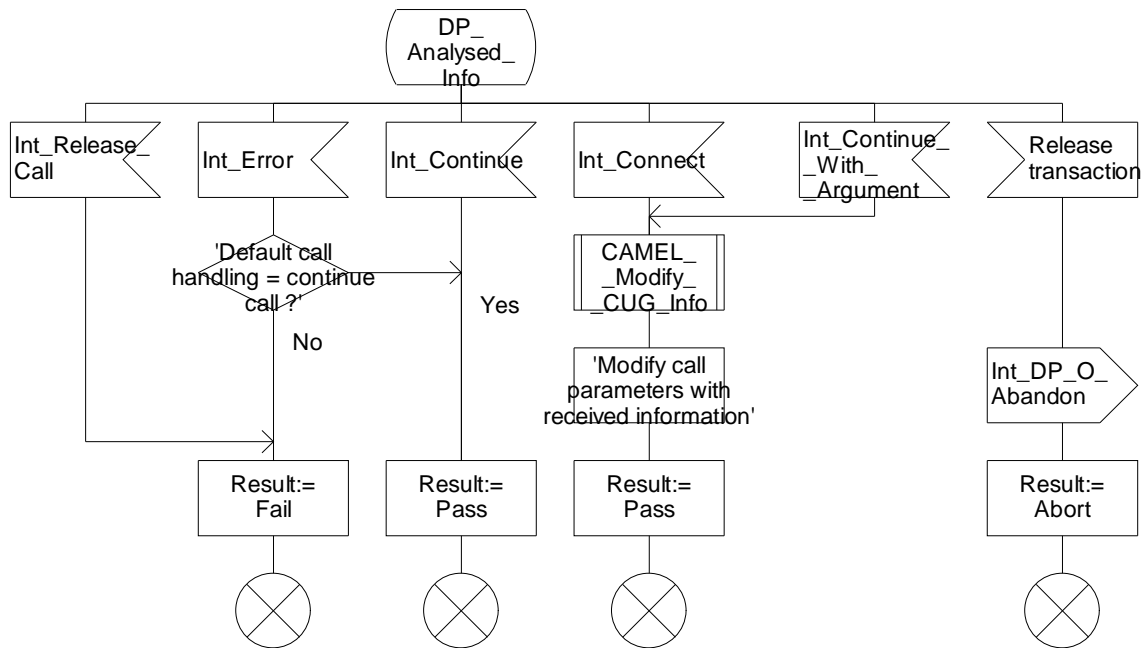 DP_
Analysed_
Info
Int_Release_
Call
Int_Error
Int_Continue
Int_Connect
Int_Continue_
_With_
_Argument
Release
transaction
'Default call
handling = continue
call ?'
Yes
No
CAMEL_
_Modify_
_CUG_Info
'Modify call
parameters with
received information'
Int_DP_O_
Abandon
Result:=
Fail
Result:=
Pass
Result:=
Pass
Result:=
Abort